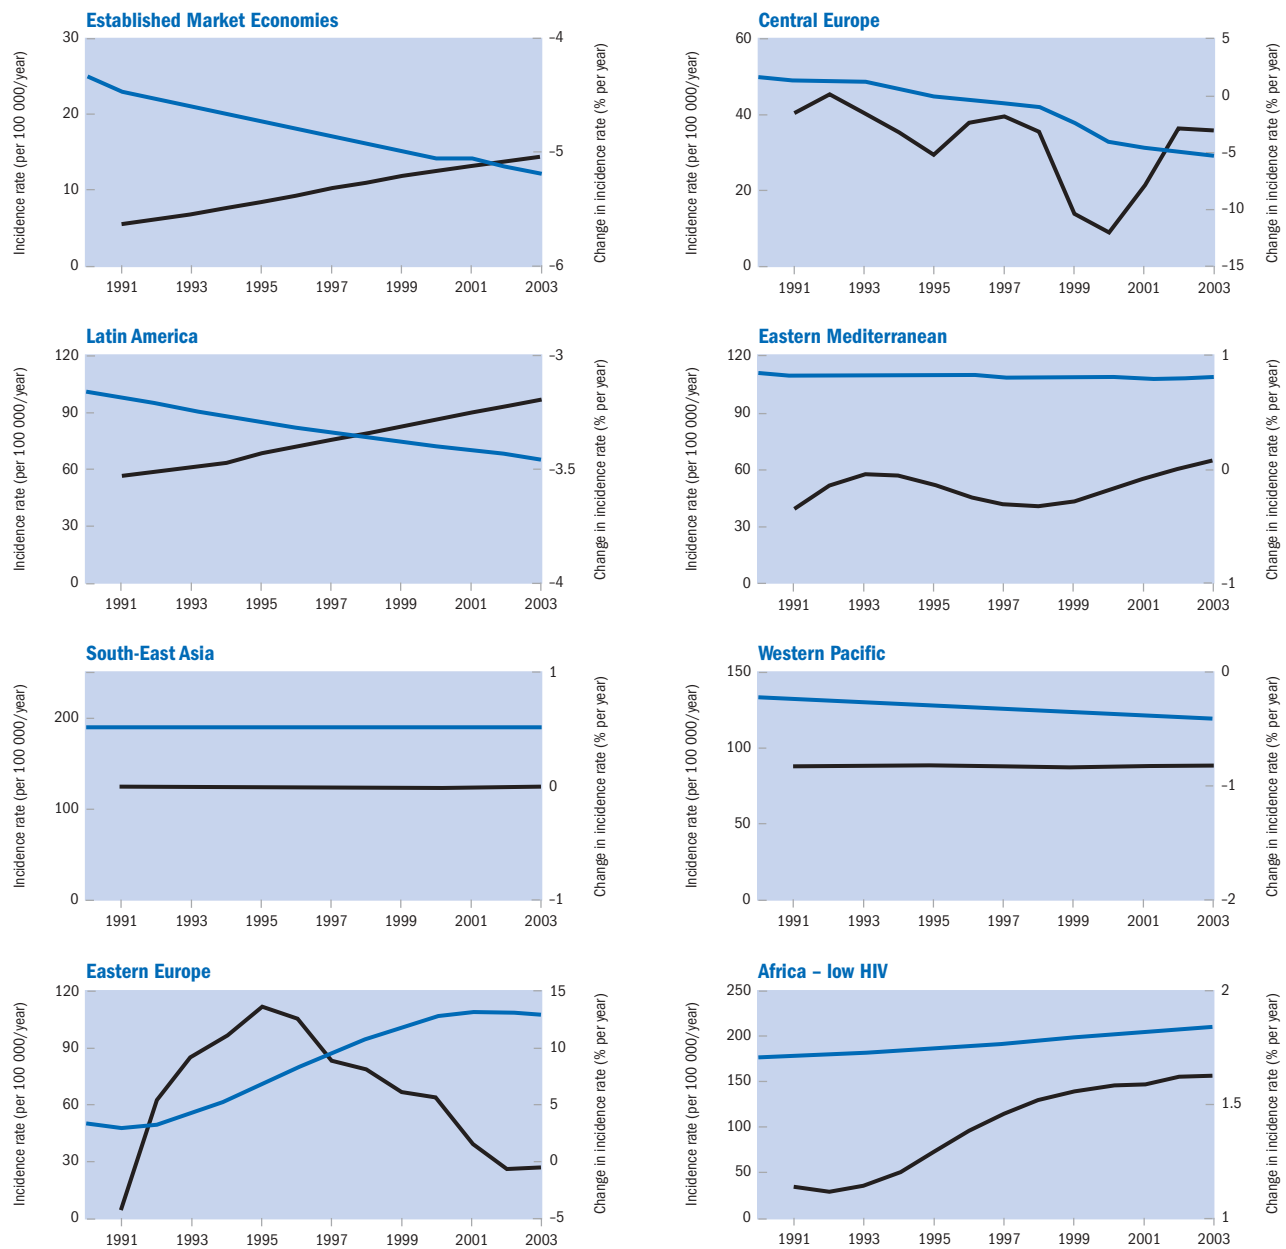 Established Market Economies
Incidence rate (per 100 000/year)
30
20
10
0
–4
–5
–6
Change in incidence rate (% per year)
1991 1993 1995 1997 1999 2001 2003
Central Europe
Incidence rate (per 100 000/year)
60
40
20
0
5
0
–5
–10
–15
Change in incidence rate (% per year)
1991 1993 1995 1997 1999 2001 2003
Latin America
Incidence rate (per 100 000/year)
120
90
60
30
0
–3
–3.5
–4
Change in incidence rate (% per year)
1991 1993 1995 1997 1999 2001 2003
Eastern Mediterranean
Incidence rate (per 100 000/year)
120
90
60
30
0
1
0
–1
Change in incidence rate (% per year)
1991 1993 1995 1997 1999 2001 2003
South-East Asia
Incidence rate (per 100 000/year)
200
100
0
1
0
–1
Change in incidence rate (% per year)
1991 1993 1995 1997 1999 2001 2003
Western Pacific
Incidence rate (per 100 000/year)
150
100
50
0
0
–1
–2
Change in incidence rate (% per year)
1991 1993 1995 1997 1999 2001 2003
Eastern Europe
Incidence rate (per 100 000/year)
120
90
60
30
0
15
10
5
0
–5
Change in incidence rate (% per year)
1991 1993 1995 1997 1999 2001 2003
Africa – low HIV
Incidence rate (per 100 000/year)
250
200
150
100
50
0
2
1.5
1
Change in incidence rate (% per year)
1991 1993 1995 1997 1999 2001 2003